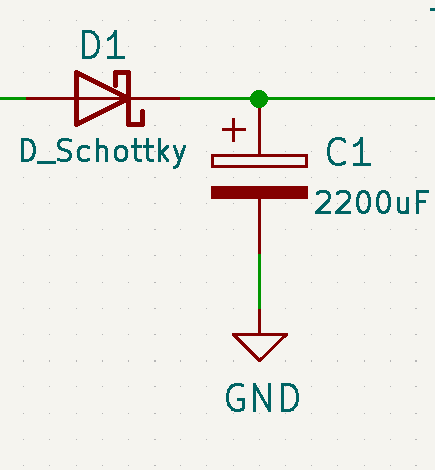 D1
D_Schottky
+
C1
2200uF
GND